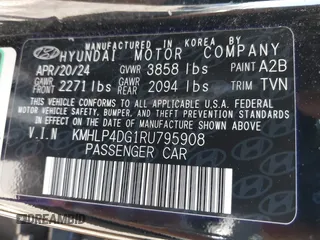 MANUFACTURED IN KOREA BY
HYUNDAI MOTOR COMPANY
APR/20/24 GVWR 3858 lbs PAINT A2B
GAWR FRONT 2271 lbs GAWR REAR 2094 lbs TRIM TVN
THIS VEHICLE CONFORMS TO ALL APPLICABLE
U.S. FEDERAL MOTOR VEHICLE SAFETY, BUMPER,
AND THEFT PREVENTION STANDARDS IN EFFECT
ON THE DATE OF MANUFACTURE SHOWN ABOVE.
V.I.N KMHLP4DG1RU795908
PASSENGER CAR
DREAMBID